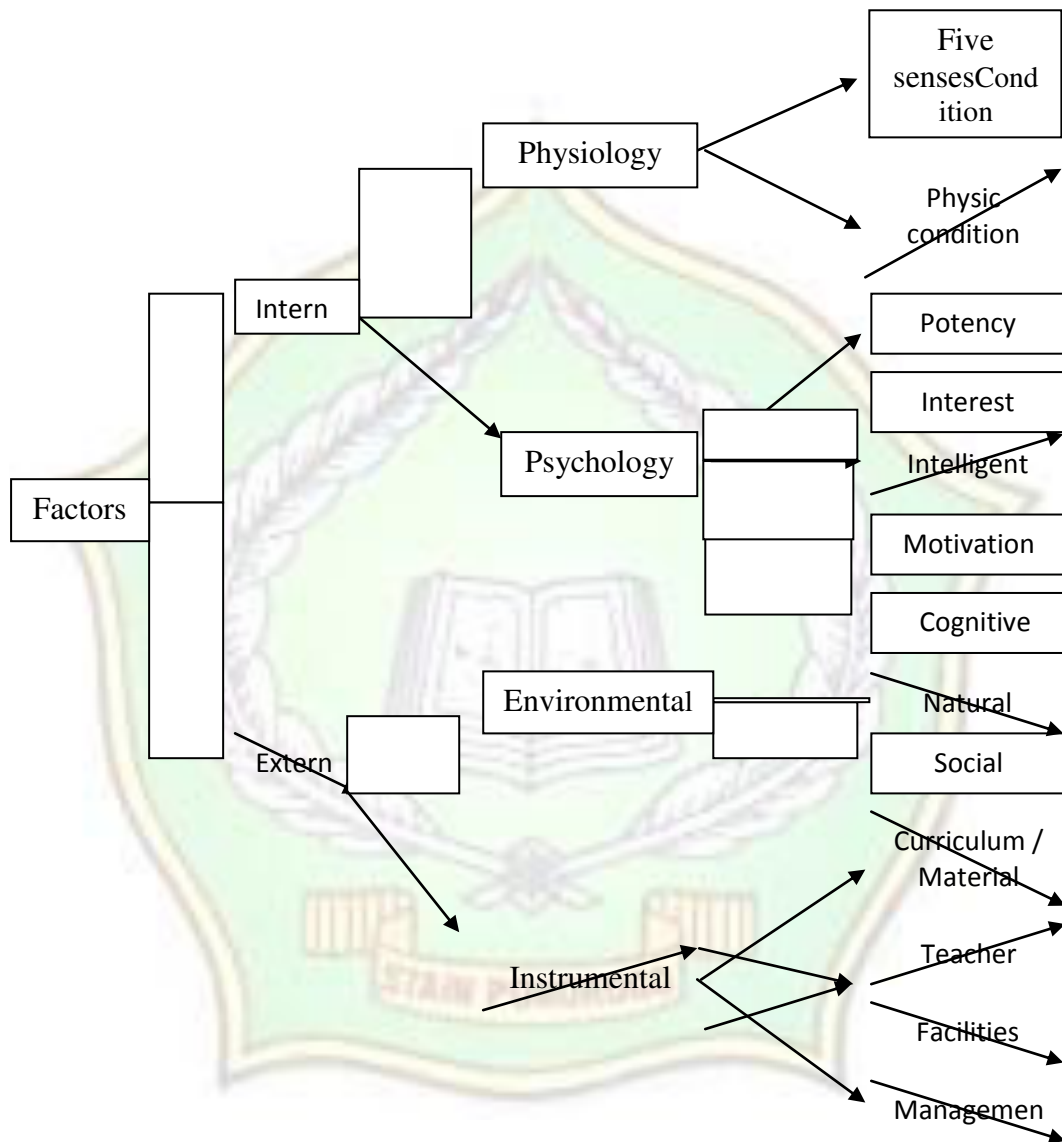 Five
sensesCond
ition
Physiology
Physic
condition
Intern
Potency
Interest
Psychology
Intelligent
Factors
Motivation
Cognitive
Environmental
Natural
Extern
Social
Curriculum /
Material
Teacher
Instrumental
Facilities
Managemen